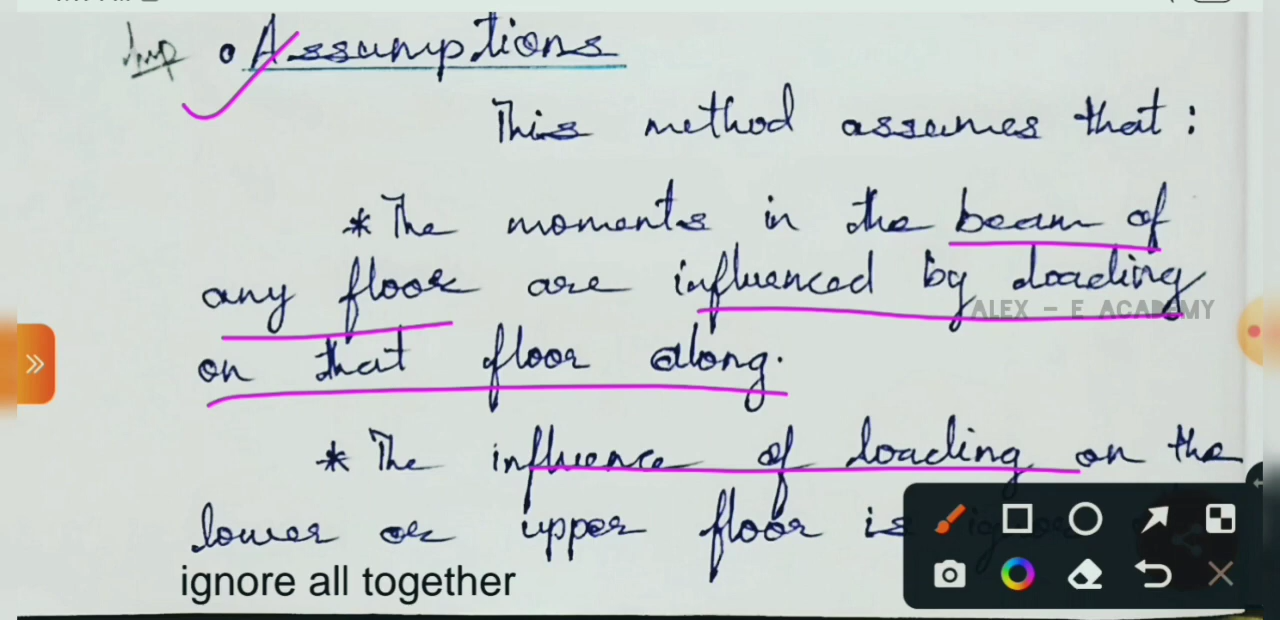 Imp • Assumptions
This method assumes that :
* The moments in the beam of
any floor are influenced by loading
ALEX - E ACADEMY
on that floor along.
* The influence of loading on the
lower or upper floor is
ignore all together